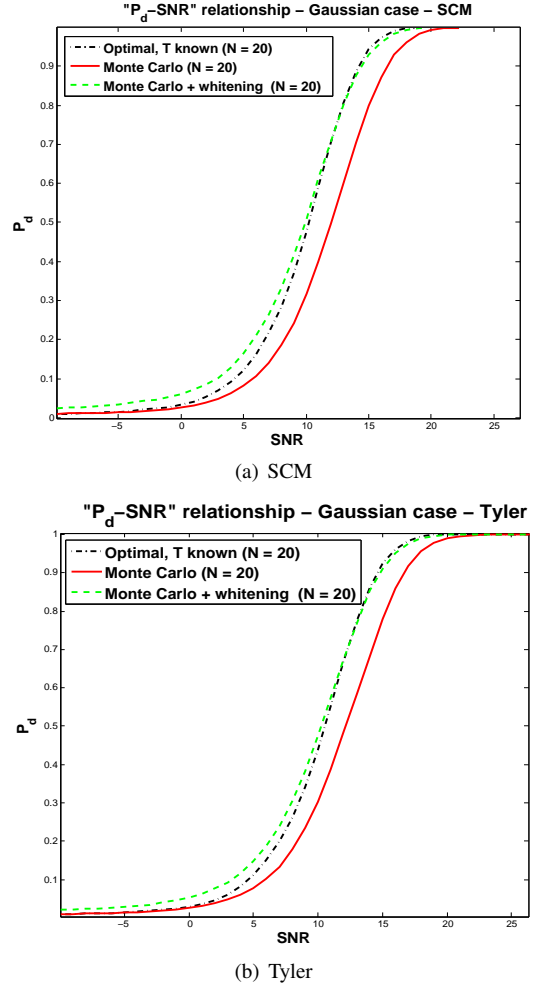 "Pd–SNR" relationship – Gaussian case – SCM
Optimal, T known (N = 20)
Monte Carlo (N = 20)
Monte Carlo + whitening (N = 20)
0.9
0.8
0.7
0.6
0.5
0.4
0.3
0.2
0.1
0
Pd
−5
0
5
10
15
20
25
SNR
(a) SCM
"Pd–SNR" relationship – Gaussian case – Tyler
Optimal, T known (N = 20)
Monte Carlo (N = 20)
Monte Carlo + whitening (N = 20)
1
0.9
0.8
0.7
0.6
0.5
0.4
0.3
0.2
0.1
Pd
−5
0
5
10
15
20
25
SNR
(b) Tyler